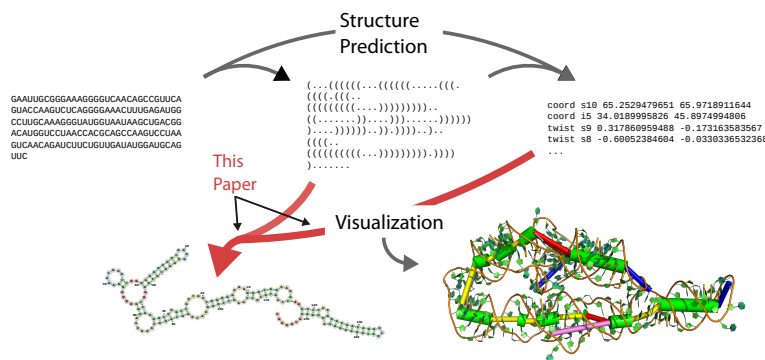 Structure
Prediction
GAAUUGCGGGAAAGGGGUCAACAGCCGUUCA
GUACCAAGUCUCAGGGGAAACUUUGAGAUGG
CCUUGCAAAGGGUAUGGUAAUAAGCUGACGG
ACAUGGUCCUAACCACGCAGCCAAGUCCUAA
GUCAACAGAUCUUCUGUUGAUAUGGAUGCAG
UUC
(...((((((...((((((.....(((.
((((.(((..
(((((((((....)))))))))..
((.......))....)))......))))))
)....))))))..)).))))..)..
((((..
((((((((((...))))))))).))))
).......
coord s10 65.2529479651 65.9718911644
coord i5 34.0189995826 45.8974994806
twist s9 0.317860959488 -0.173163583567
twist s8 -0.60052384604 -0.0330336532368
...
This
Paper
Visualization